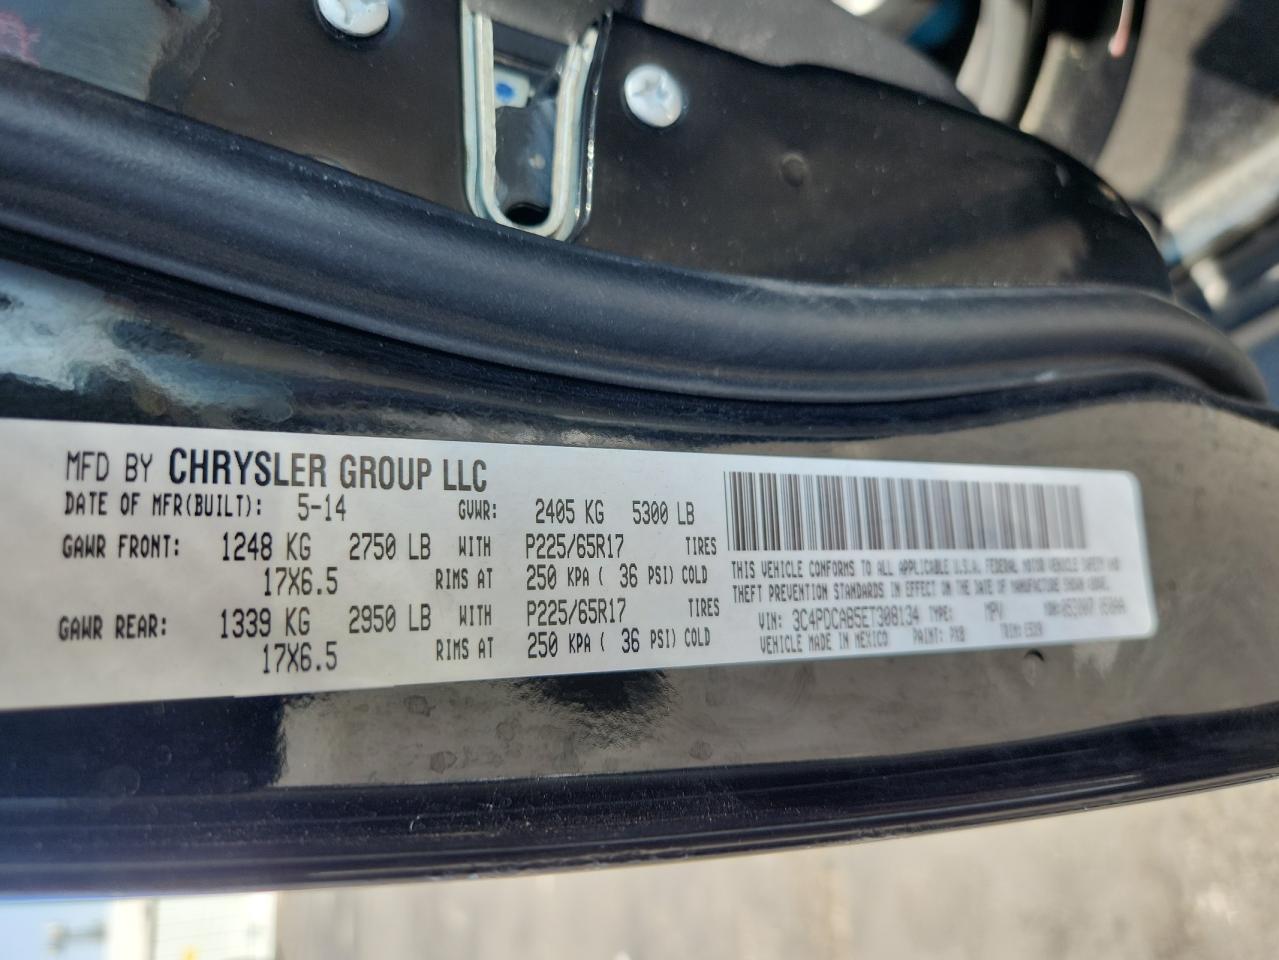 MFD BY CHRYSLER GROUP LLC
DATE OF MFR(BUILT): 5-14 GVWR: 2405 KG 5300 LB
GAWR FRONT: 1248 KG 2750 LB WITH P225/65R17 TIRES
17X6.5 RIMS AT 250 KPA ( 36 PSI) COLD
GAWR REAR: 1339 KG 2950 LB WITH P225/65R17 TIRES
17X6.5 RIMS AT 250 KPA ( 36 PSI) COLD
THIS VEHICLE CONFORMS TO ALL APPLICABLE U.S.A. FEDERAL MOTOR VEHICLE SAFETY AND
THEFT PREVENTION STANDARDS IN EFFECT ON THE DATE OF MANUFACTURE SHOWN ABOVE.
VIN: 3C4PDCAB5ET308134 TYPE: MPV
VEHICLE MADE IN MEXICO PAINT: PX8 TRIM: